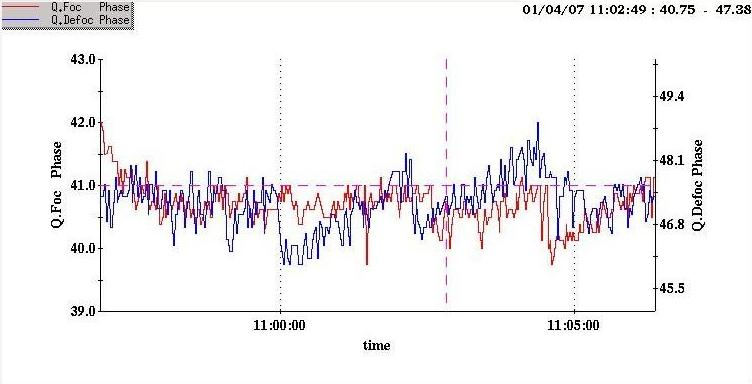 Q.Foc Phase
Q.Defoc Phase
01/04/07 11:02:49 : 40.75 - 47.38
43.0
42.0
41.0
40.0
39.0
Q.Foc Phase
49.4
48.1
46.8
45.5
Q.Defoc Phase
11:00:00
11:05:00
time